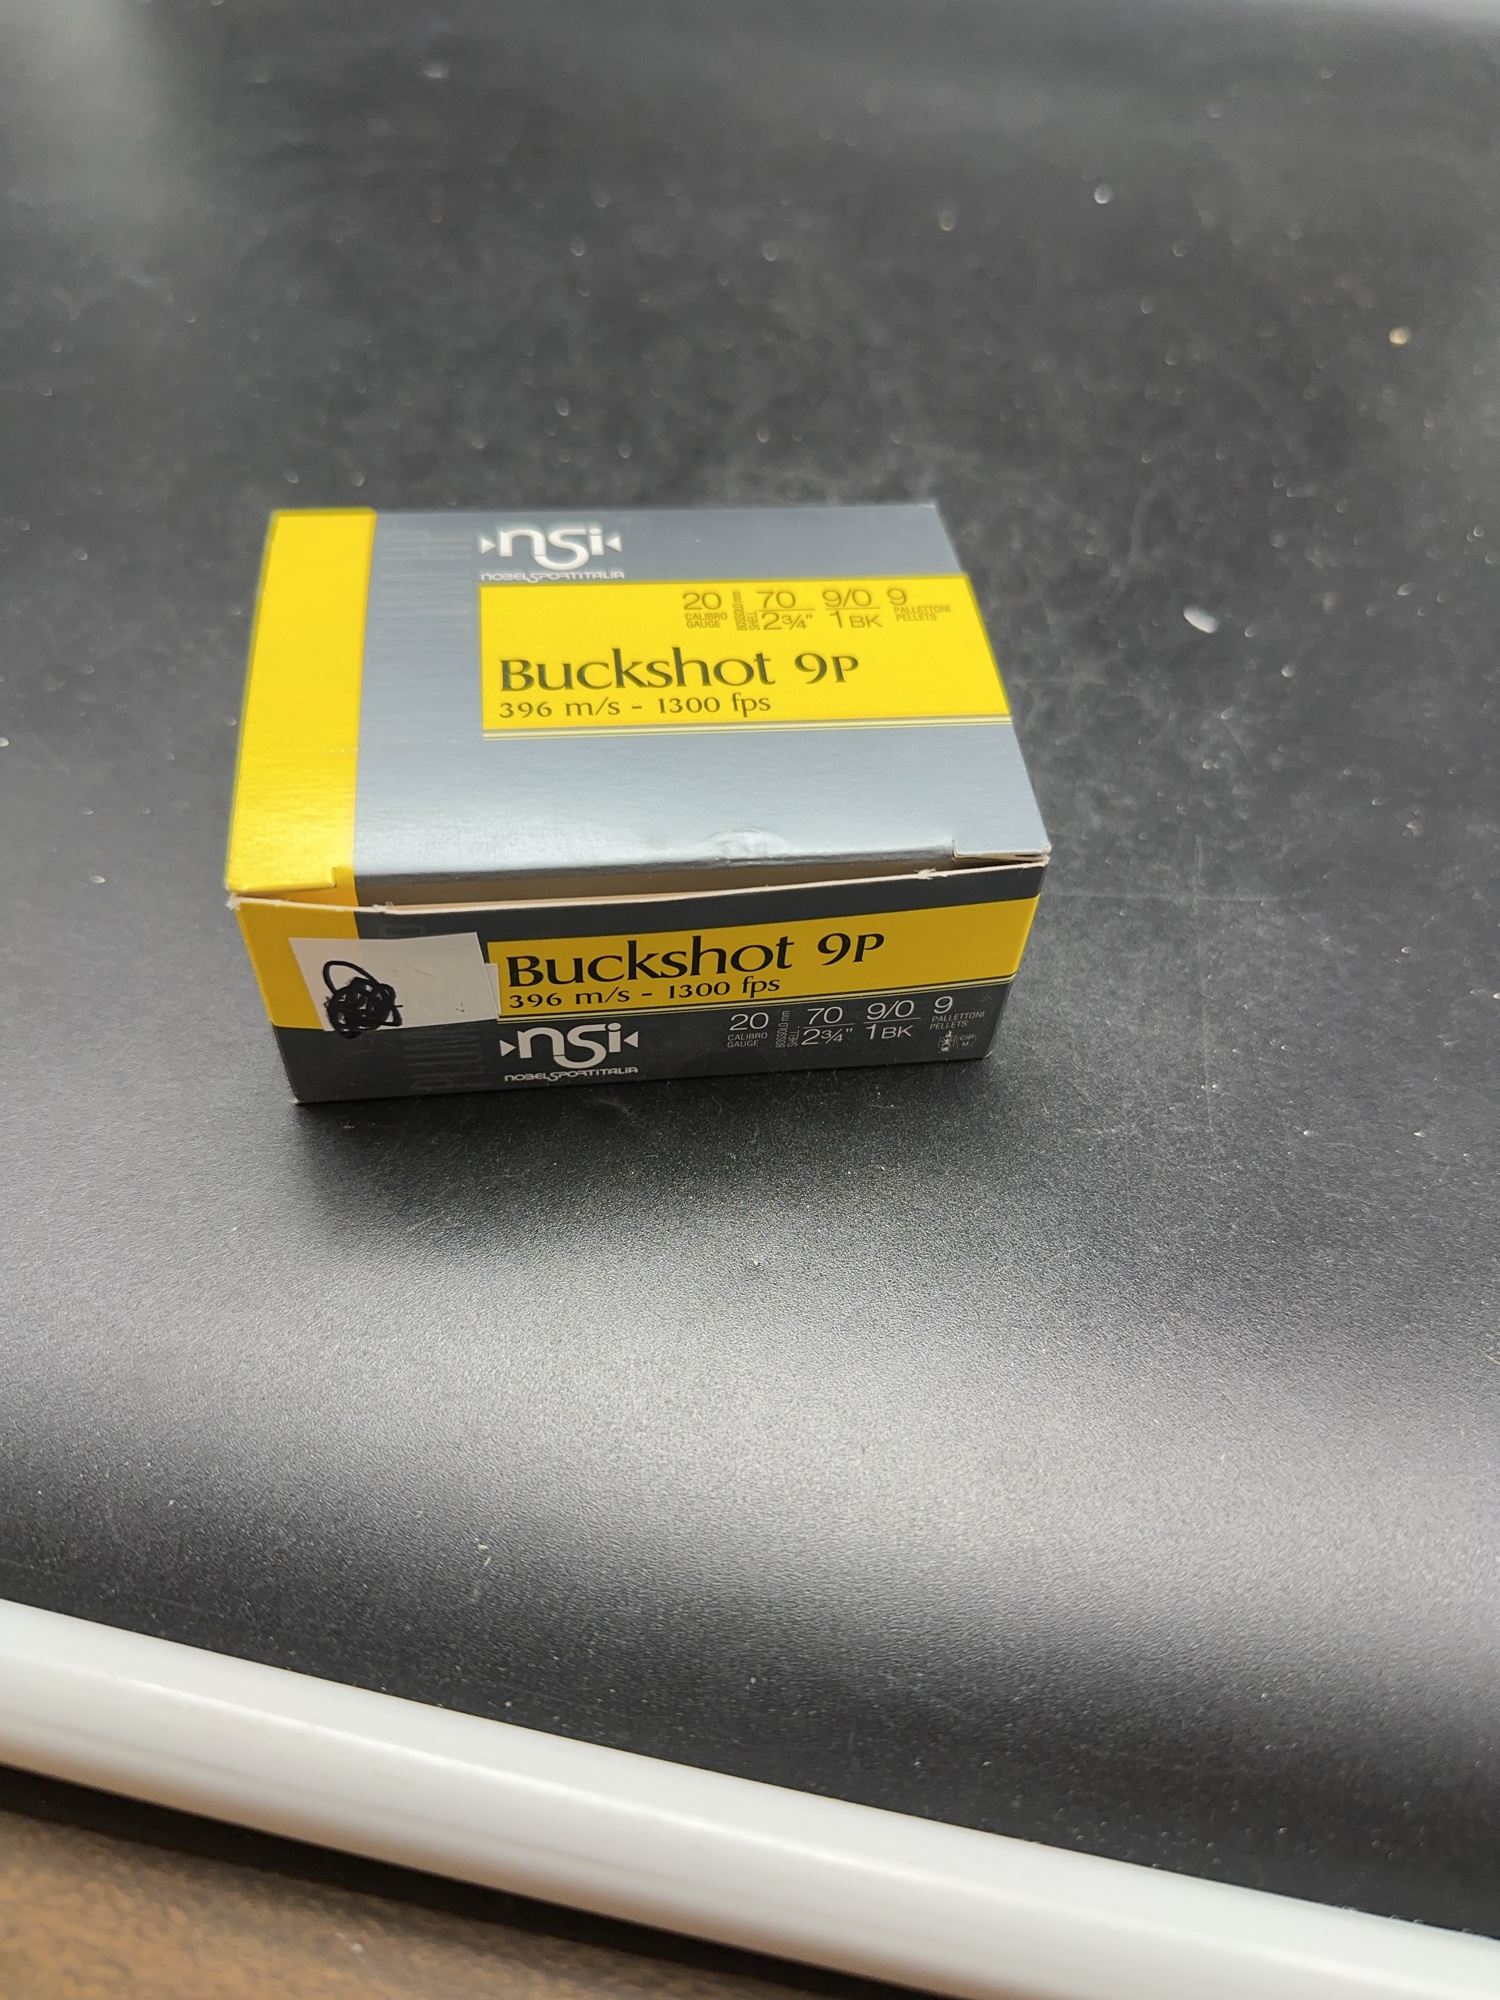 nsi
NOBELSPORTITALIA
20 70 9/0 9
CALIBRO GAUGE BOSSOLO mm SHELL 2¾" 1BK PALLETTONI PELLETS
Buckshot 9P
396 m/s - 1300 fps
Buckshot 9P
396 m/s - 1300 fps
nsi
NOBELSPORTITALIA
20 70 9/0 9
CALIBRO GAUGE BOSSOLO mm SHELL 2¾" 1BK PALLETTONI PELLETS
CIP
M